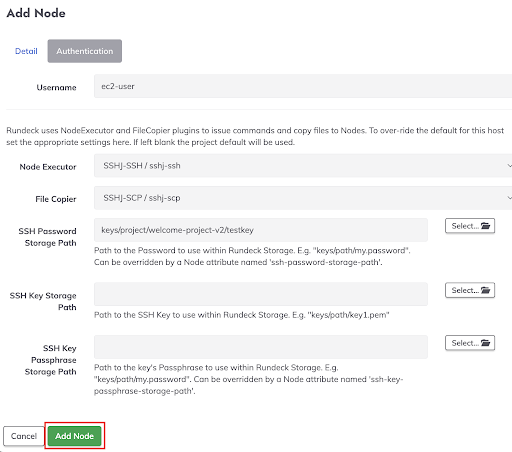 Add Node
Detail
Authentication
Username
ec2-user
Rundeck uses NodeExecutor and FileCopier plugins to issue commands and copy files to Nodes. To over-ride the default for this host
set the appropriate settings here. If left blank the project default will be used.
Node Executor
SSHJ-SSH / sshj-ssh
File Copier
SSHJ-SCP / sshj-scp
SSH Password
Storage Path
keys/project/welcome-project-v2/testkey
Select...
Path to the Password to use within Rundeck Storage. E.g. "keys/path/my.password".
Can be overridden by a Node attribute named 'ssh-password-storage-path'.
SSH Key Storage
Path
Select...
Path to the SSH Key to use within Rundeck Storage. E.g. "keys/path/key1.pem"
SSH Key
Passphrase
Storage Path
Select...
Path to the key's Passphrase to use within Rundeck Storage. E.g.
"keys/path/my.password". Can be overridden by a Node attribute named 'ssh-key-
passphrase-storage-path'.
Cancel
Add Node